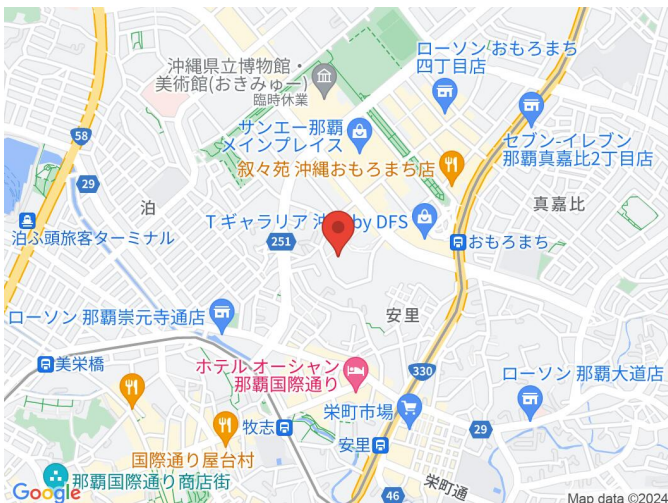 ローソン おもろまち
四丁目店
沖縄県立博物館・
美術館(おきみゅー)
臨時休業
サンエー那覇
メインプレイス
セブン-イレブン
那覇真嘉比2丁目店
58
叙々苑 沖縄おもろまち店
29
泊
真嘉比
Tギャラリア 沖 by DFS
251
泊ふ頭旅客ターミナル
おもろまち
ローソン 那覇崇元寺通店
安里
美栄橋
ホテル オーシャン
那覇国際通り
330
ローソン 那覇大道店
栄町市場
29
牧志
安里
国際通り屋台村
那覇国際通り商店街
栄町通
46
Google
Map data ©2024